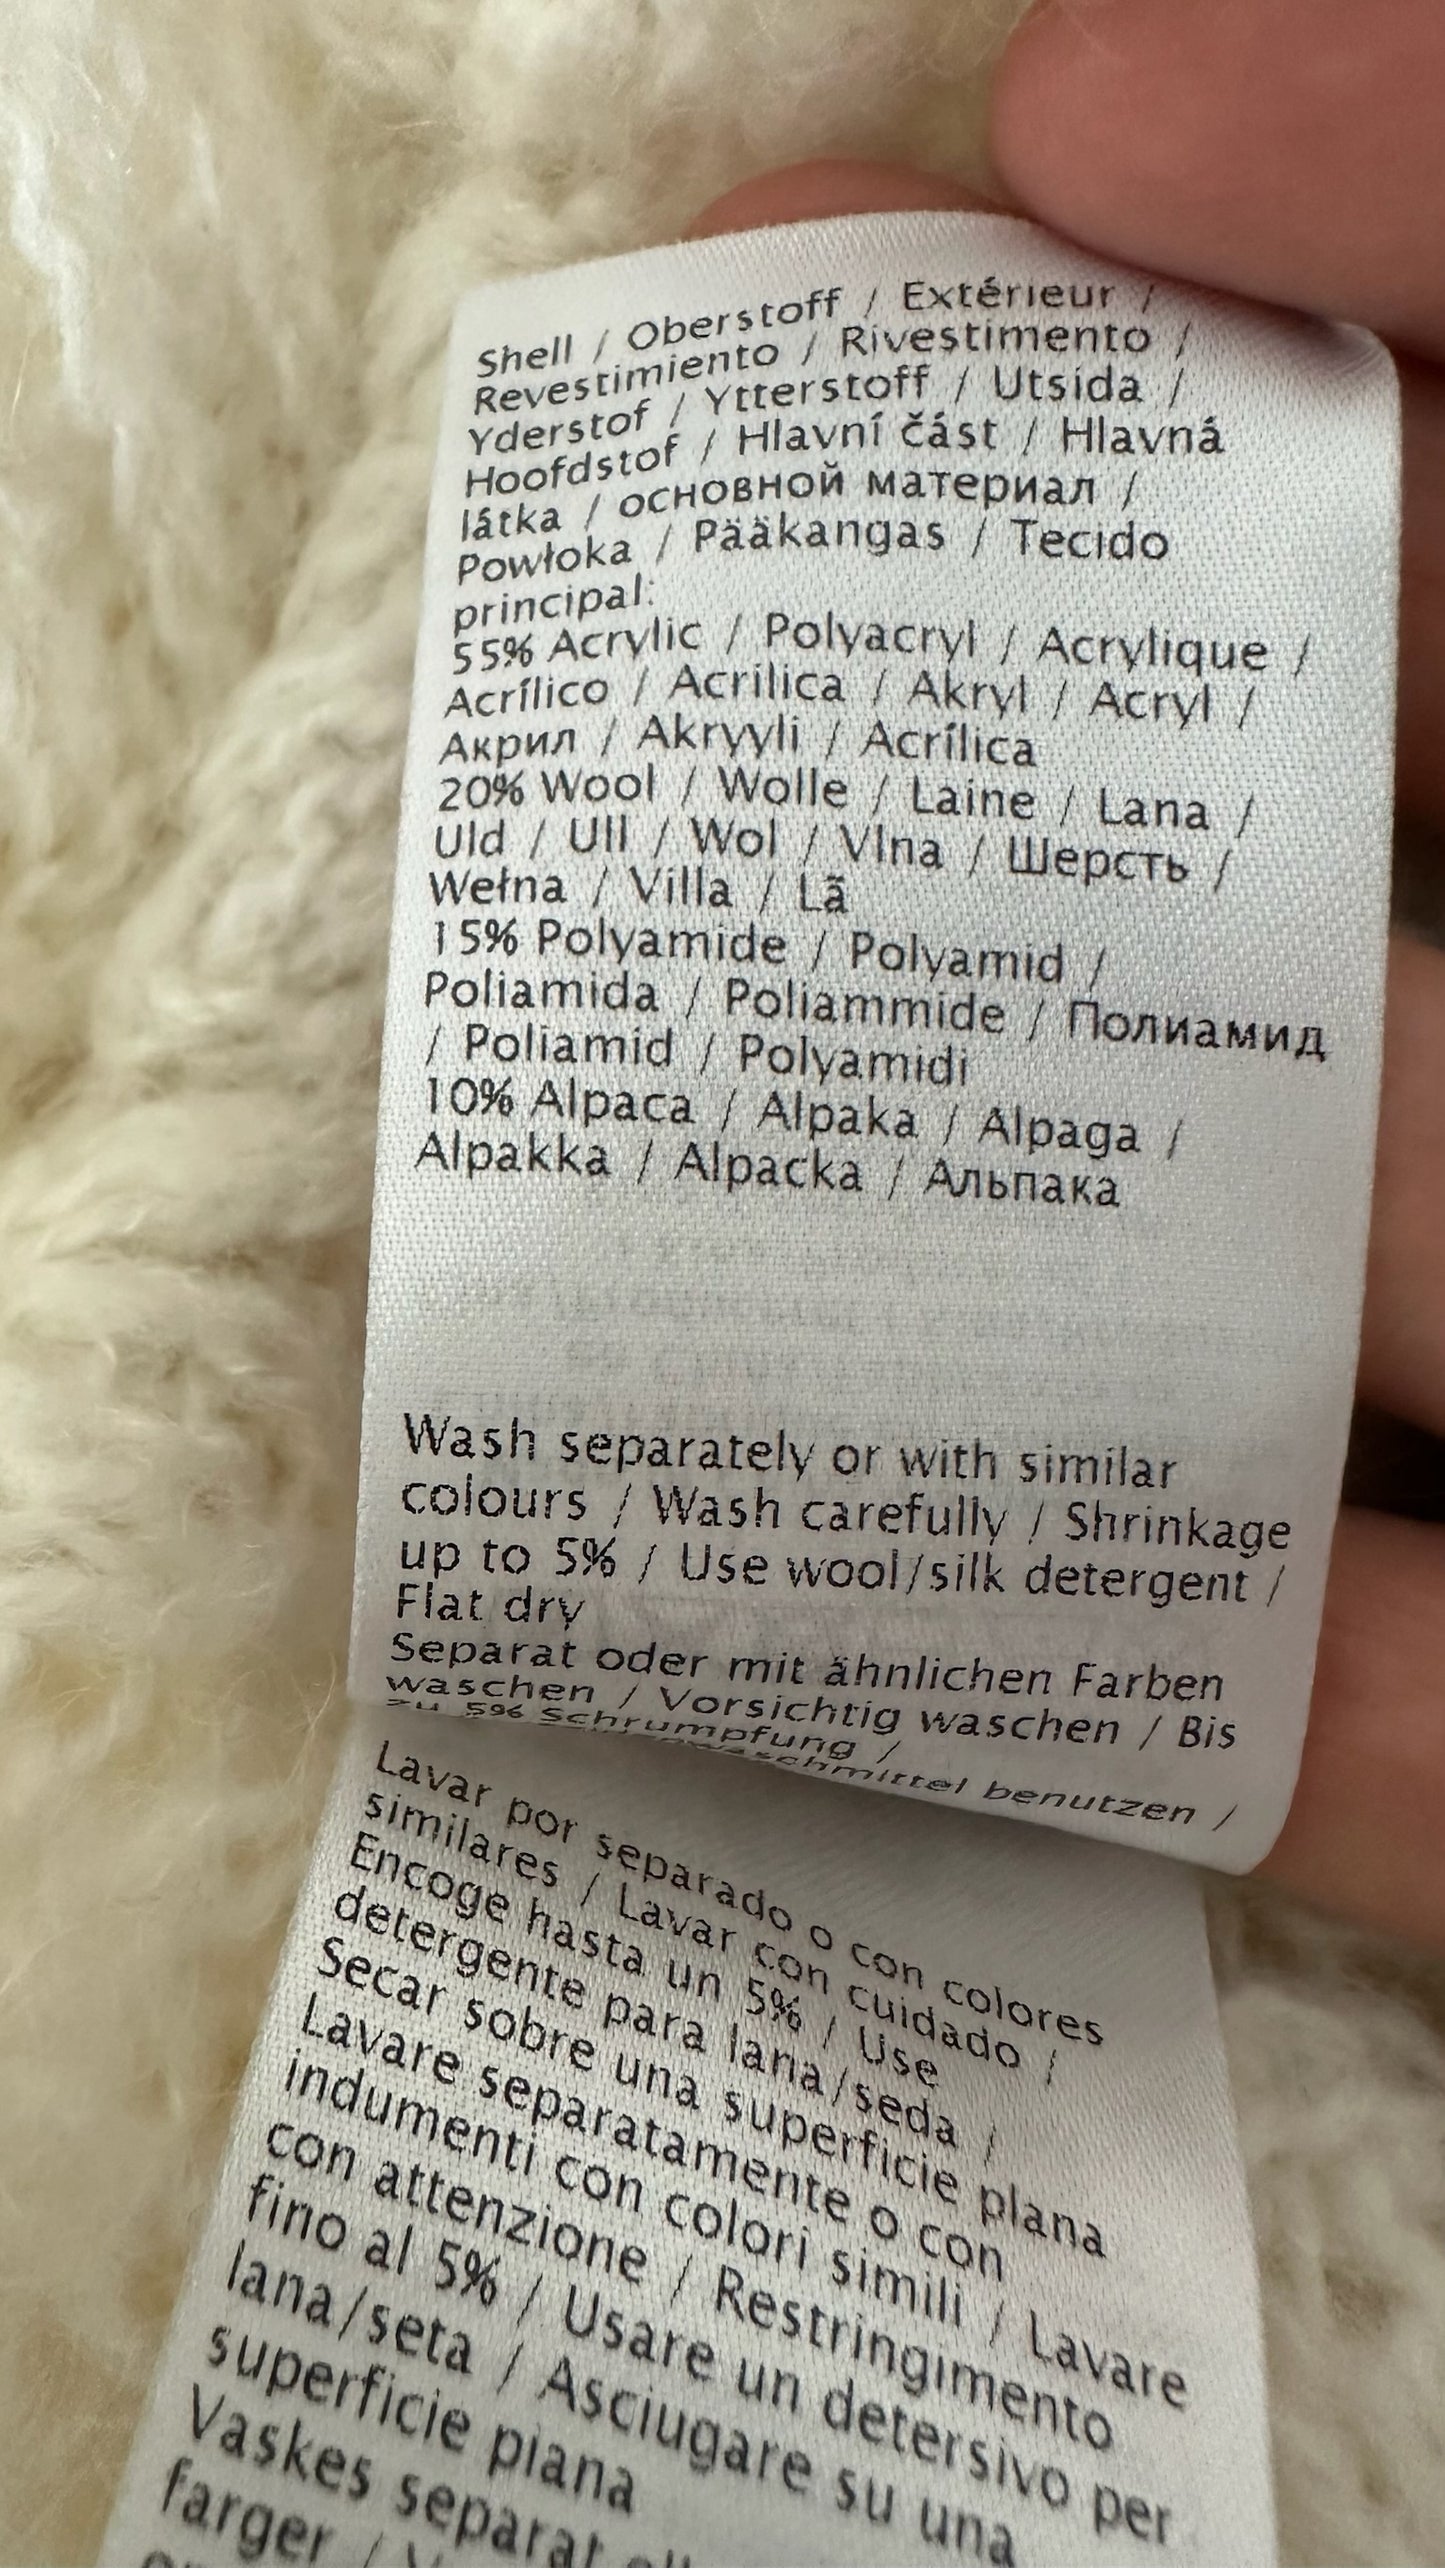 Shell / Oberstoff / Extérieur /
Revestimiento / Rivestimento /
Yderstof / Ytterstoff / Utsida /
Hoofdstof / Hlavní část / Hlavná
látka / основной материал /
Powłoka / Pääkangas / Tecido
principal:
55% Acrylic / Polyacryl / Acrylique /
Acrílico / Acrilica / Akryl / Acryl /
Акрил / Akryyli / Acrílica
20% Wool / Wolle / Laine / Lana /
Uld / Ull / Wol / Vlna / Шерсть /
Wełna / Villa / Lã
15% Polyamide / Polyamid /
Poliamida / Poliammide / Полиамид
/ Poliamid / Polyamidi
10% Alpaca / Alpaka / Alpaga /
Alpakka / Alpacka / Альпака
Wash separately or with similar
colours / Wash carefully / Shrinkage
up to 5% / Use wool/silk detergent /
Flat dry
Separat oder mit ähnlichen Farben
waschen / Vorsichtig waschen / Bis
zu 5% Schrumpfung /
benutzen /
Lavar por separado o con colores
similares / Lavar con cuidado /
Encoge hasta un 5% / Use
detergente para lana/seda /
Secar sobre una superficie plana
Lavare separatamente o con
indumenti con colori simili / Lavare
con attenzione / Restringimento
fino al 5% / Usare un detersivo per
lana/seta / Asciugare su una
superficie piana
Vaskes separat
farger /